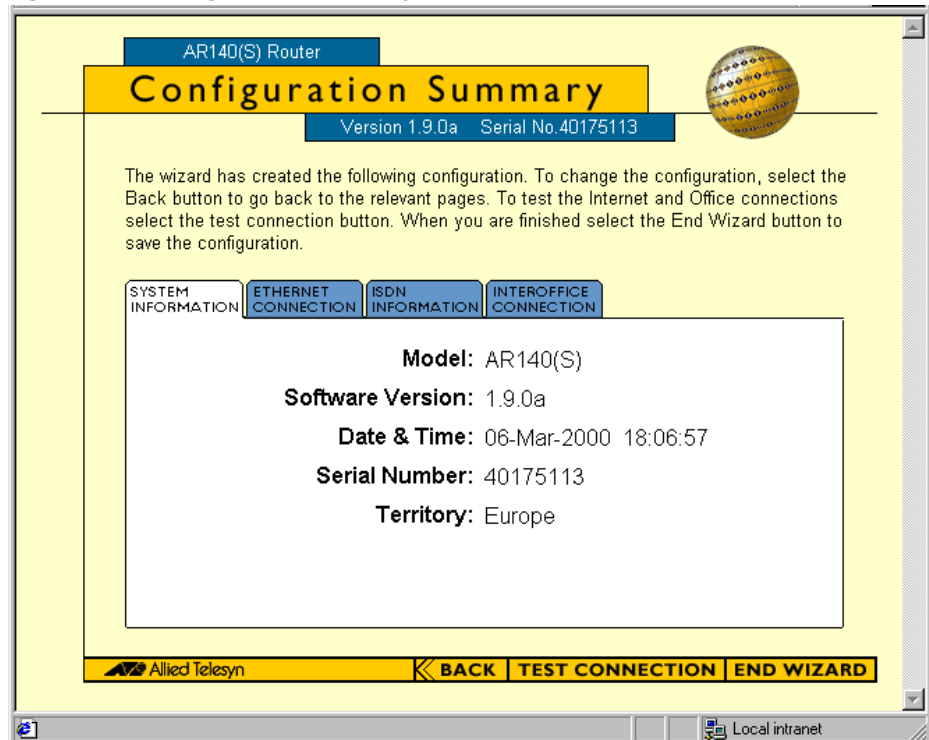 AR140(S) Router
Configuration Summary
Version 1.9.0a Serial No.40175113
The wizard has created the following configuration. To change the configuration, select the
Back button to go back to the relevant pages. To test the Internet and Office connections
select the test connection button. When you are finished select the End Wizard button to
save the configuration.
SYSTEM INFORMATION
ETHERNET CONNECTION
ISDN INFORMATION
INTEROFFICE CONNECTION
Model: AR140(S)
Software Version: 1.9.0a
Date & Time: 06-Mar-2000 18:06:57
Serial Number: 40175113
Territory: Europe
Allied Telesyn
BACK
TEST CONNECTION
END WIZARD
Local intranet